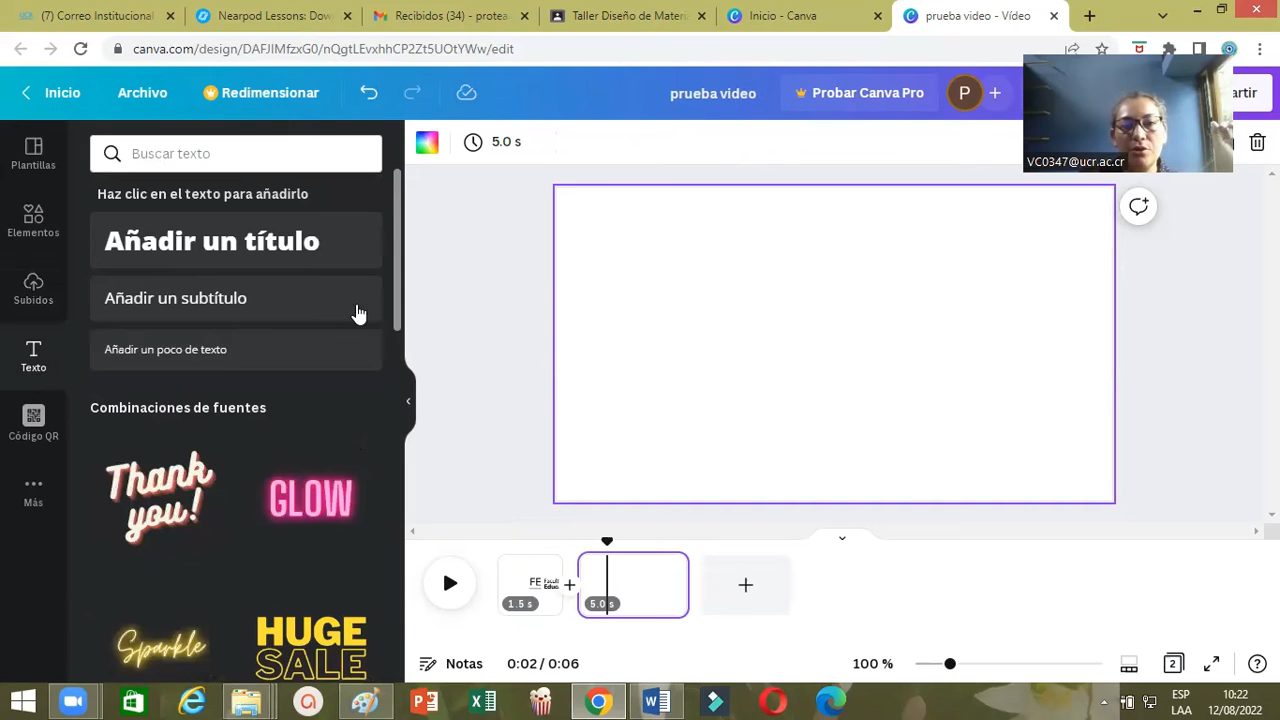 (7) Correo Institucional
Nearpod Lessons: Dow
Recibidos (34) - protea
Taller Diseño de Materi
Inicio - Canva
prueba video - Vídeo
canva.com/design/DAFJIMfzxG0/nQgtLEvxhhCP2Zt5UOtYWw/edit
Inicio
Archivo
Redimensionar
prueba video
Probar Canva Pro
P
+
rtir
VC0347@ucr.ac.cr
Plantillas
Elementos
Subidos
Texto
Código QR
Más
Buscar texto
Haz clic en el texto para añadirlo
Añadir un título
Añadir un subtítulo
Añadir un poco de texto
Combinaciones de fuentes
Thank
you!
GLOW
Sparkle
HUGE
SALE
5.0 s
FE
1.5 s
5.0 s
Notas
0:02 / 0:06
100 %
2
ESP
LAA
10:22
12/08/2022